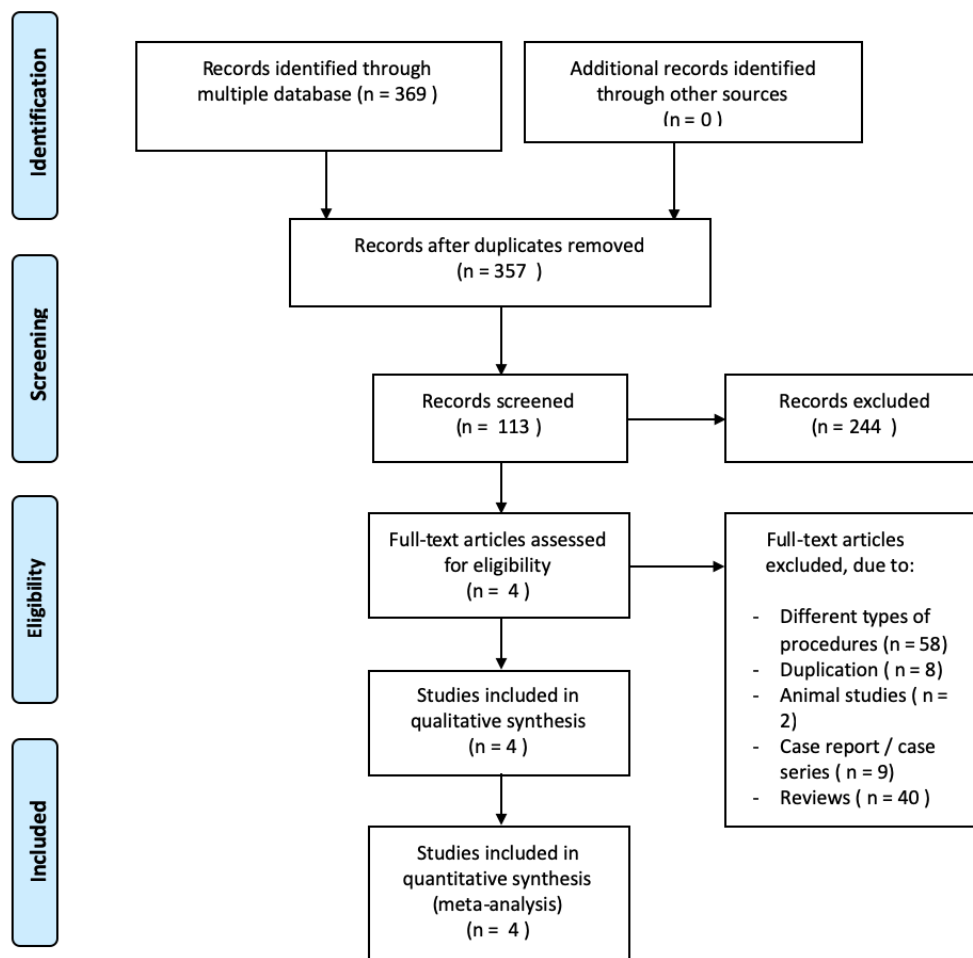 Identification
Records identified through
multiple database (n = 369 )
Additional records identified
through other sources
(n = 0 )
Records after duplicates removed
(n = 357 )
Screening
Records screened
(n = 113 )
Records excluded
(n = 244 )
Eligibility
Full-text articles assessed
for eligibility
(n = 4 )
Full-text articles
excluded, due to:
- Different types of
procedures (n = 58)
- Duplication ( n = 8)
- Animal studies ( n =
2)
- Case report / case
series ( n = 9)
- Reviews ( n = 40 )
Studies included in
qualitative synthesis
(n = 4 )
Included
Studies included in
quantitative synthesis
(meta-analysis)
(n = 4 )